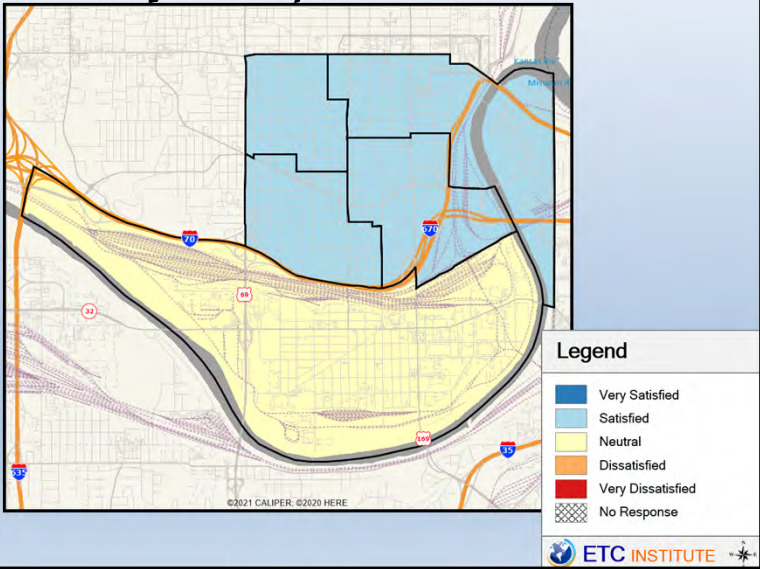 Kansas Riv
Missouri R
70
670
69
32
169
35
635
©2021 CALIPER; ©2020 HERE
Legend
Very Satisfied
Satisfied
Neutral
Dissatisfied
Very Dissatisfied
No Response
N
W
E
S
ETC INSTITUTE